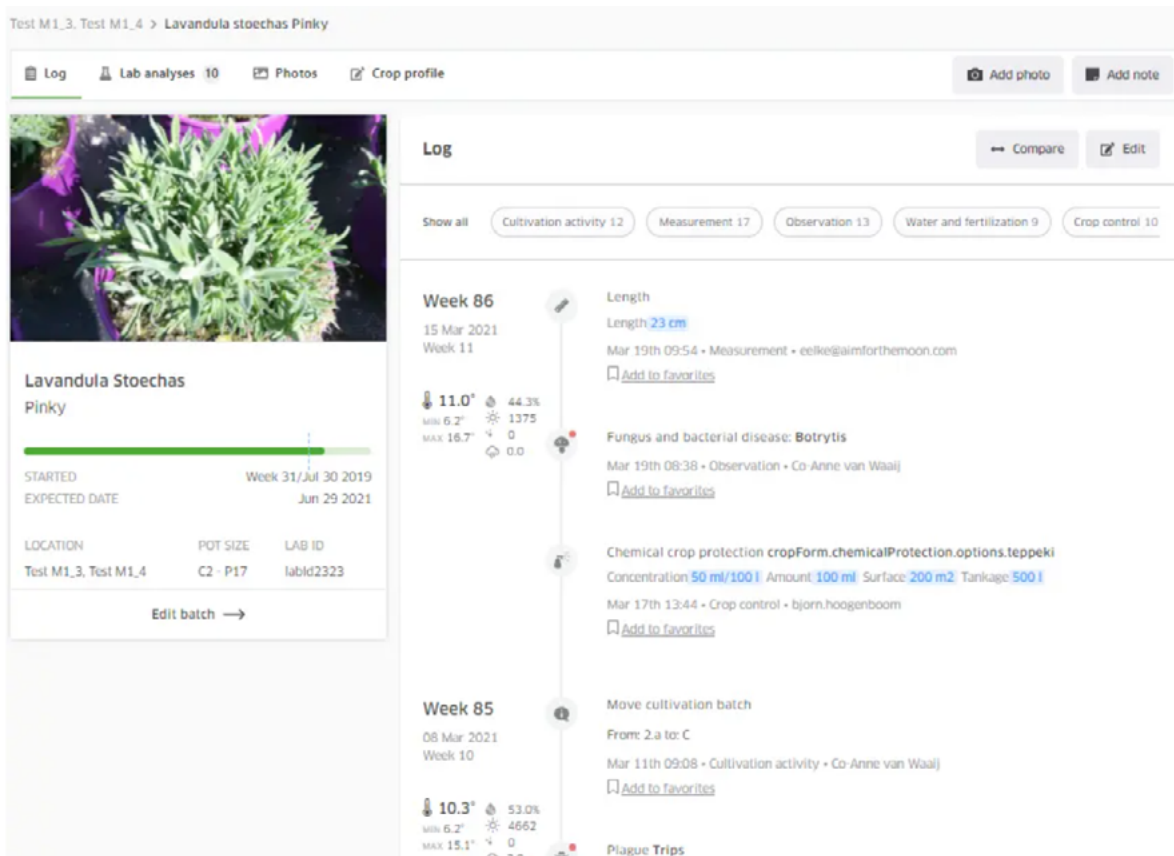 Test M1_3, Test M1_4 > Lavandula stoechas Pinky
Log
Lab analyses 10
Photos
Crop profile
Add photo
Add note
Log
Compare
Edit
Show all
Cultivation activity 12
Measurement 17
Observation 13
Water and fertilization 9
Crop control 10
Lavandula Stoechas
Pinky
STARTED Week 31/Jul 30 2019
EXPECTED DATE Jun 29 2021
LOCATION POT SIZE LAB ID
Test M1_3, Test M1_4 C2 - P17 labId2323
Edit batch
Week 86
15 Mar 2021
Week 11
11.0° 44.3%
MIN 6.2° 1375
MAX 16.7° 0
0.0
Length
Length 23 cm
Mar 19th 09:54 • Measurement • eelke@aimforthemoon.com
Add to favorites
Fungus and bacterial disease: Botrytis
Mar 19th 08:38 • Observation • Co-Anne van Waaij
Add to favorites
Chemical crop protection cropForm.chemicalProtection.options.teppeki
Concentration 50 ml/100 l Amount 100 ml Surface 200 m2 Tankage 500 l
Mar 17th 13:44 • Crop control • bjorn.hoogenboom
Add to favorites
Week 85
08 Mar 2021
Week 10
10.3° 53.0%
MIN 6.2° 4662
MAX 15.1° 0
Move cultivation batch
From: 2.a to: C
Mar 11th 09:08 • Cultivation activity • Co-Anne van Waaij
Add to favorites
Plague Trips